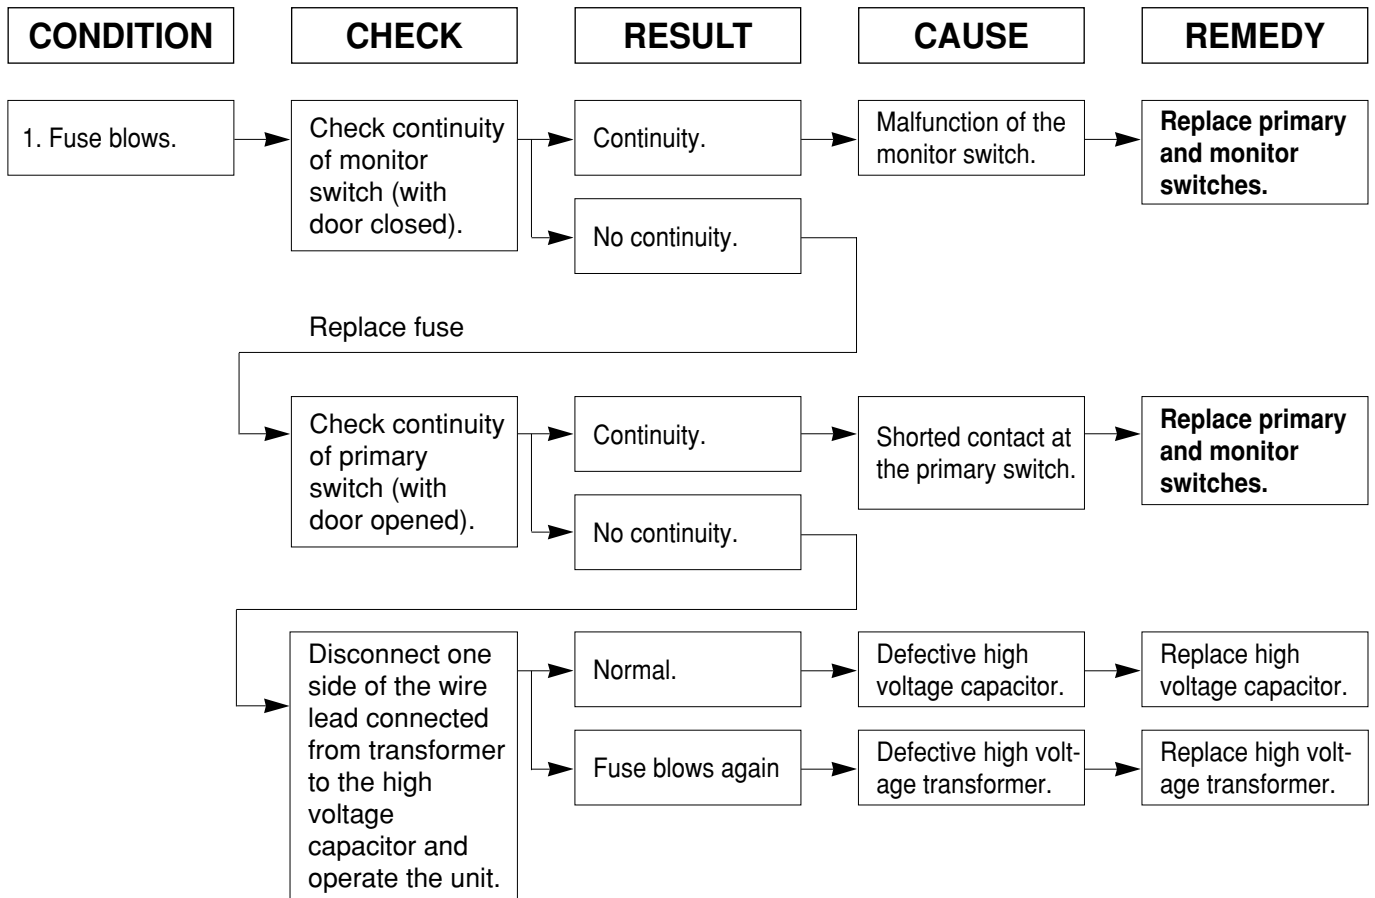 CONDITION
CHECK
RESULT
CAUSE
REMEDY
1. Fuse blows.
Check continuity
of monitor
switch (with
door closed).
Continuity.
Malfunction of the
monitor switch.
Replace primary
and monitor
switches.
No continuity.
Replace fuse
Check continuity
of primary
switch (with
door opened).
Continuity.
Shorted contact at
the primary switch.
Replace primary
and monitor
switches.
No continuity.
Disconnect one
side of the wire
lead connected
from transformer
to the high
voltage
capacitor and
operate the unit.
Normal.
Defective high
voltage capacitor.
Replace high
voltage capacitor.
Fuse blows again
Defective high volt-
age transformer.
Replace high volt-
age transformer.